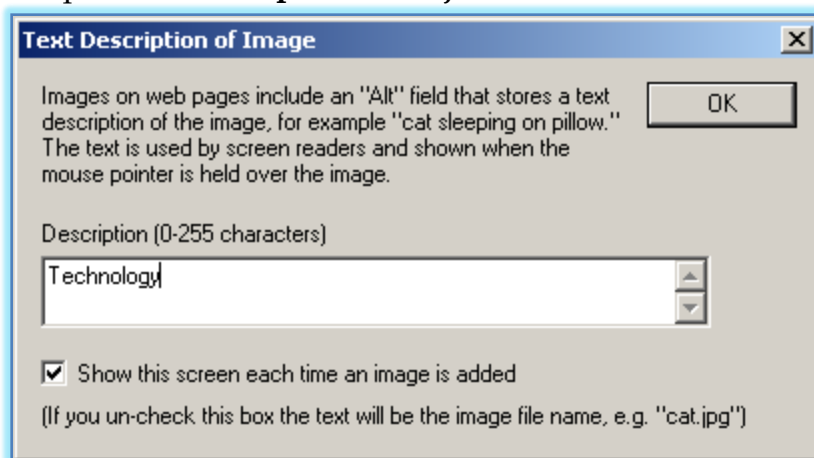 Text Description of Image
Images on web pages include an "Alt" field that stores a text
description of the image, for example "cat sleeping on pillow."
The text is used by screen readers and shown when the
mouse pointer is held over the image.
OK
Description (0-255 characters)
Technology
Show this screen each time an image is added
(If you un-check this box the text will be the image file name, e.g. "cat.jpg")